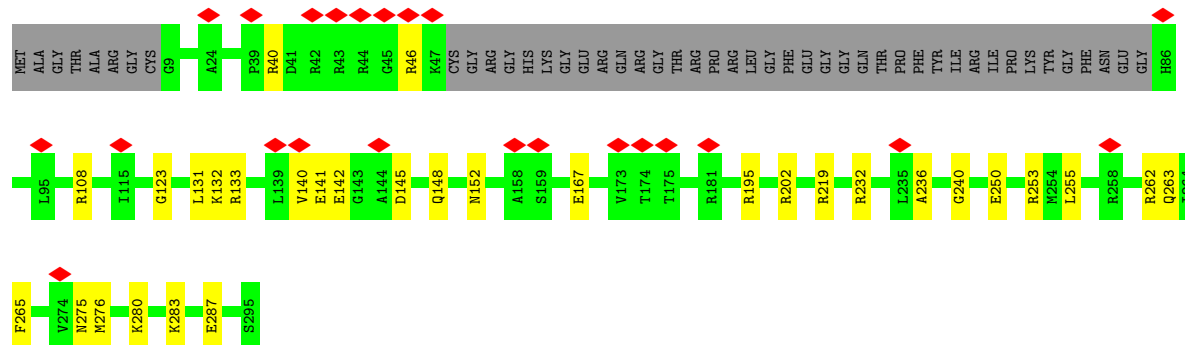 MET ALA GLY THR ALA ARG GLY CYS G9 A24 P39 R40 D41 R42 R43 R44 G45 R46 K47 CYS GLY ARG GLY HIS LYS GLY GLU ARG GLN ARG GLY THR ARG PRO ARG LEU GLY PHE GLU GLY GLY GLN THR PRO PHE TYR ILE ARG ILE PRO LYS TYR GLY PHE ASN GLU GLY H86
L95 R108 I115 G123 L131 K132 R133 L139 V140 E141 E142 G143 A144 D145 Q148 N152 A158 S159 E167 V173 T174 T175 R181 R195 R202 R219 R232 L235 A236 G240 E250 R253 M254 L255 R258 R262 Q263
F265 V274 N275 M276 K280 K283 E287 S295